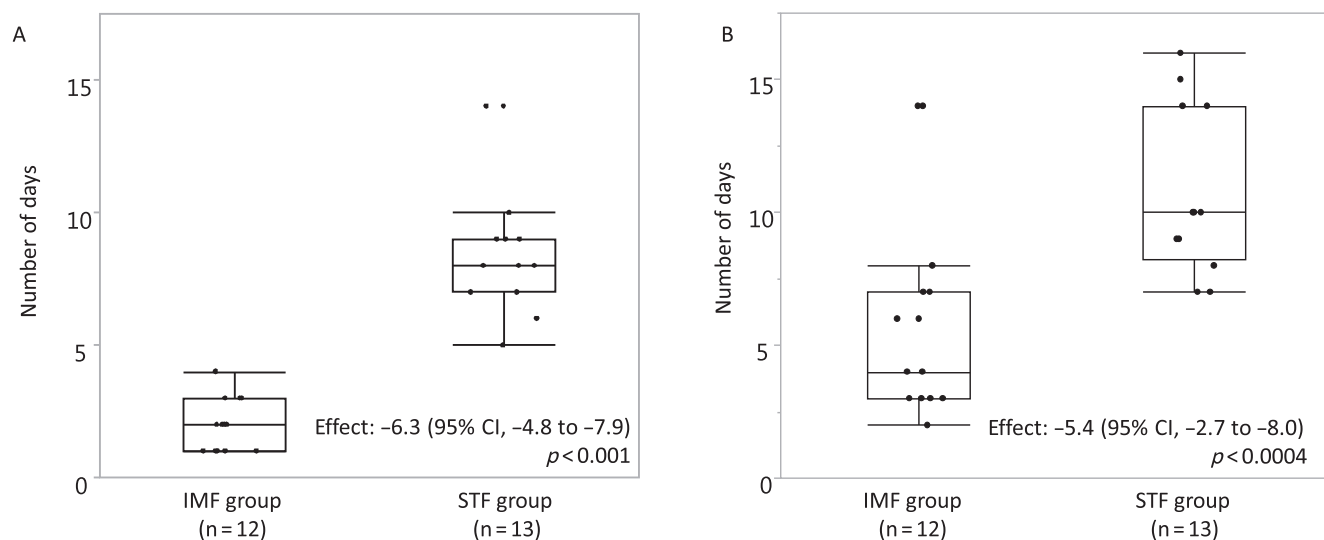 A
Number of days
15
10
5
0
Effect: –6.3 (95% CI, –4.8 to –7.9)
p < 0.001
IMF group
(n = 12)
STF group
(n = 13)
B
Number of days
15
10
5
0
Effect: –5.4 (95% CI, –2.7 to –8.0)
p < 0.0004
IMF group
(n = 12)
STF group
(n = 13)